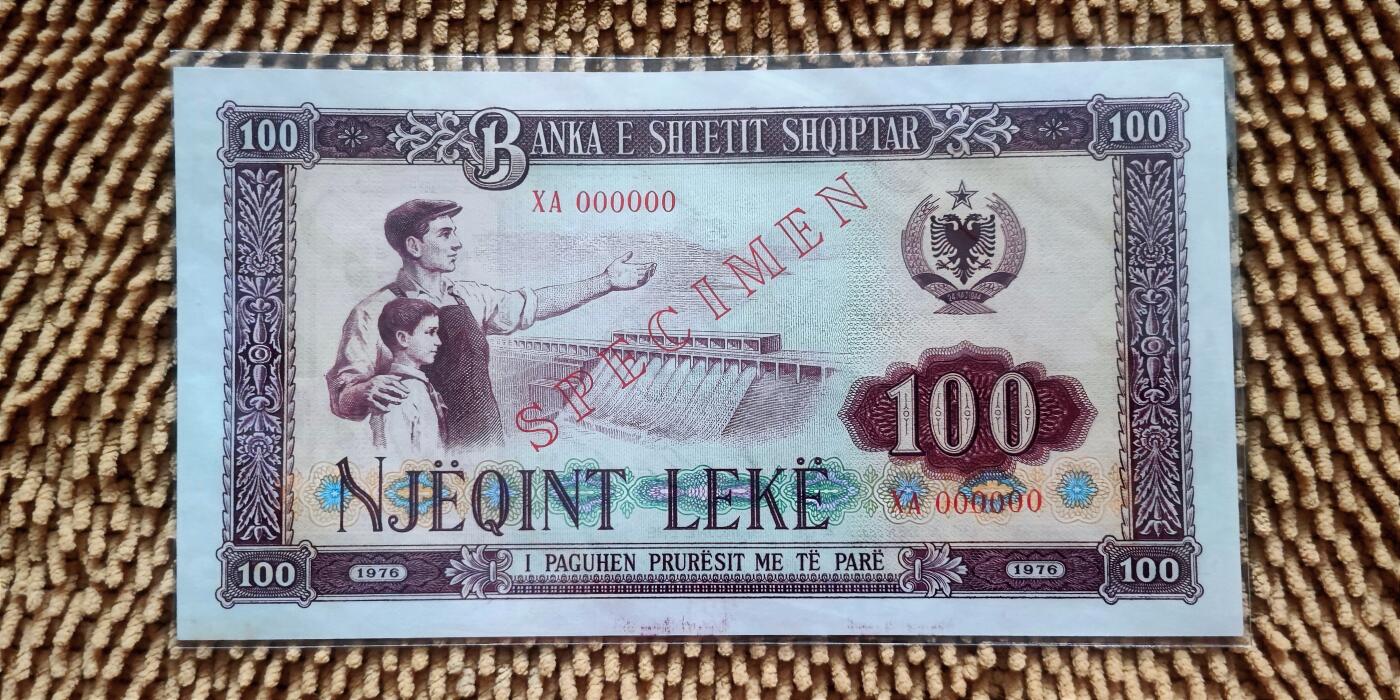 100 BANKA E SHTETIT SHQIPTAR 100
XA 000000
SPECIMEN
100
NJËQINT LEKË
XA 000000
I PAGUHEN PRURËSIT ME TË PARË
100 1976 1976 100